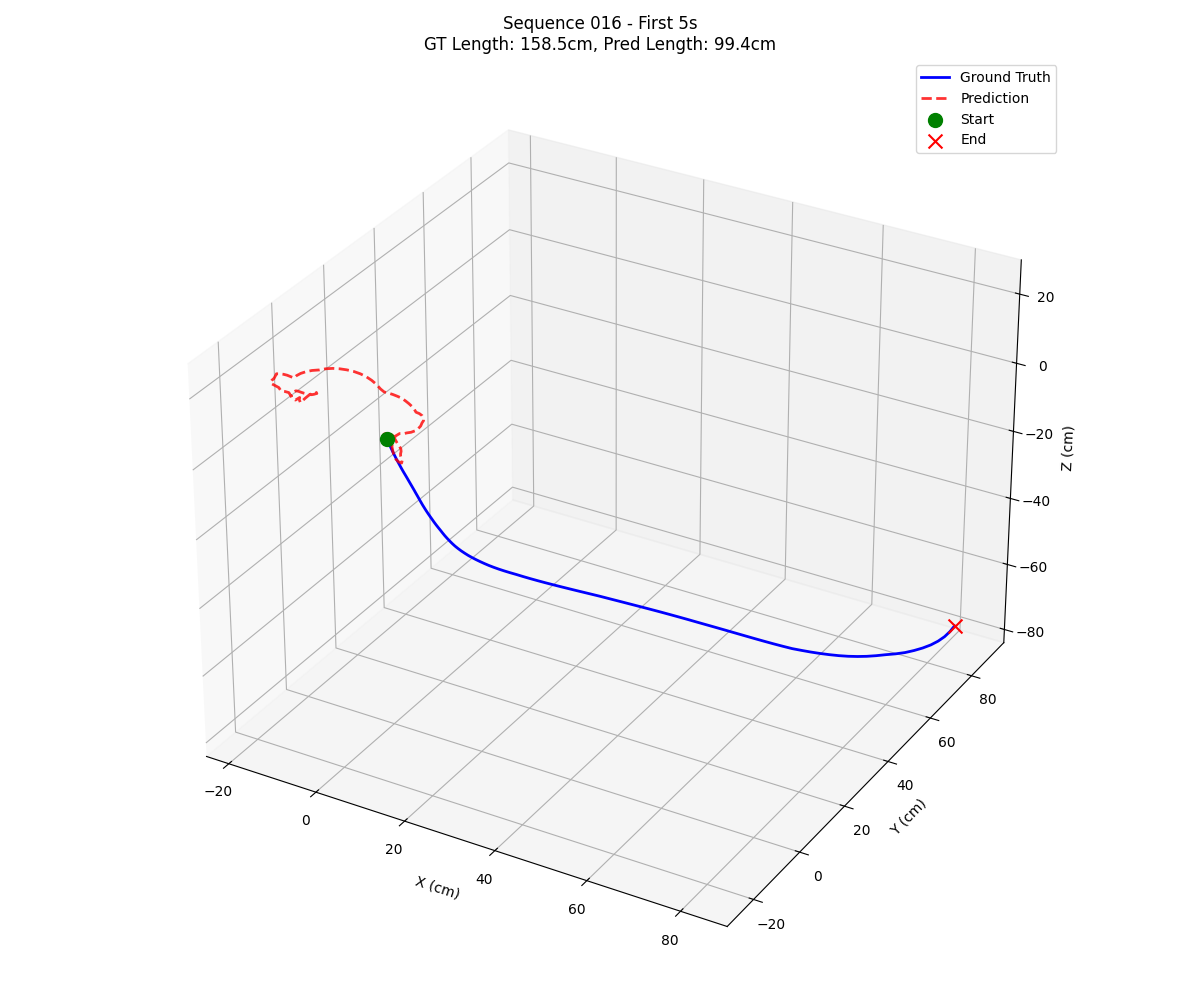 Sequence 016 - First 5s
GT Length: 158.5cm, Pred Length: 99.4cm
Ground Truth
Prediction
Start
End
20
0
−20
−40
−60
−80
Z (cm)
80
60
40
20
0
−20
Y (cm)
−20
0
20
40
60
80
X (cm)